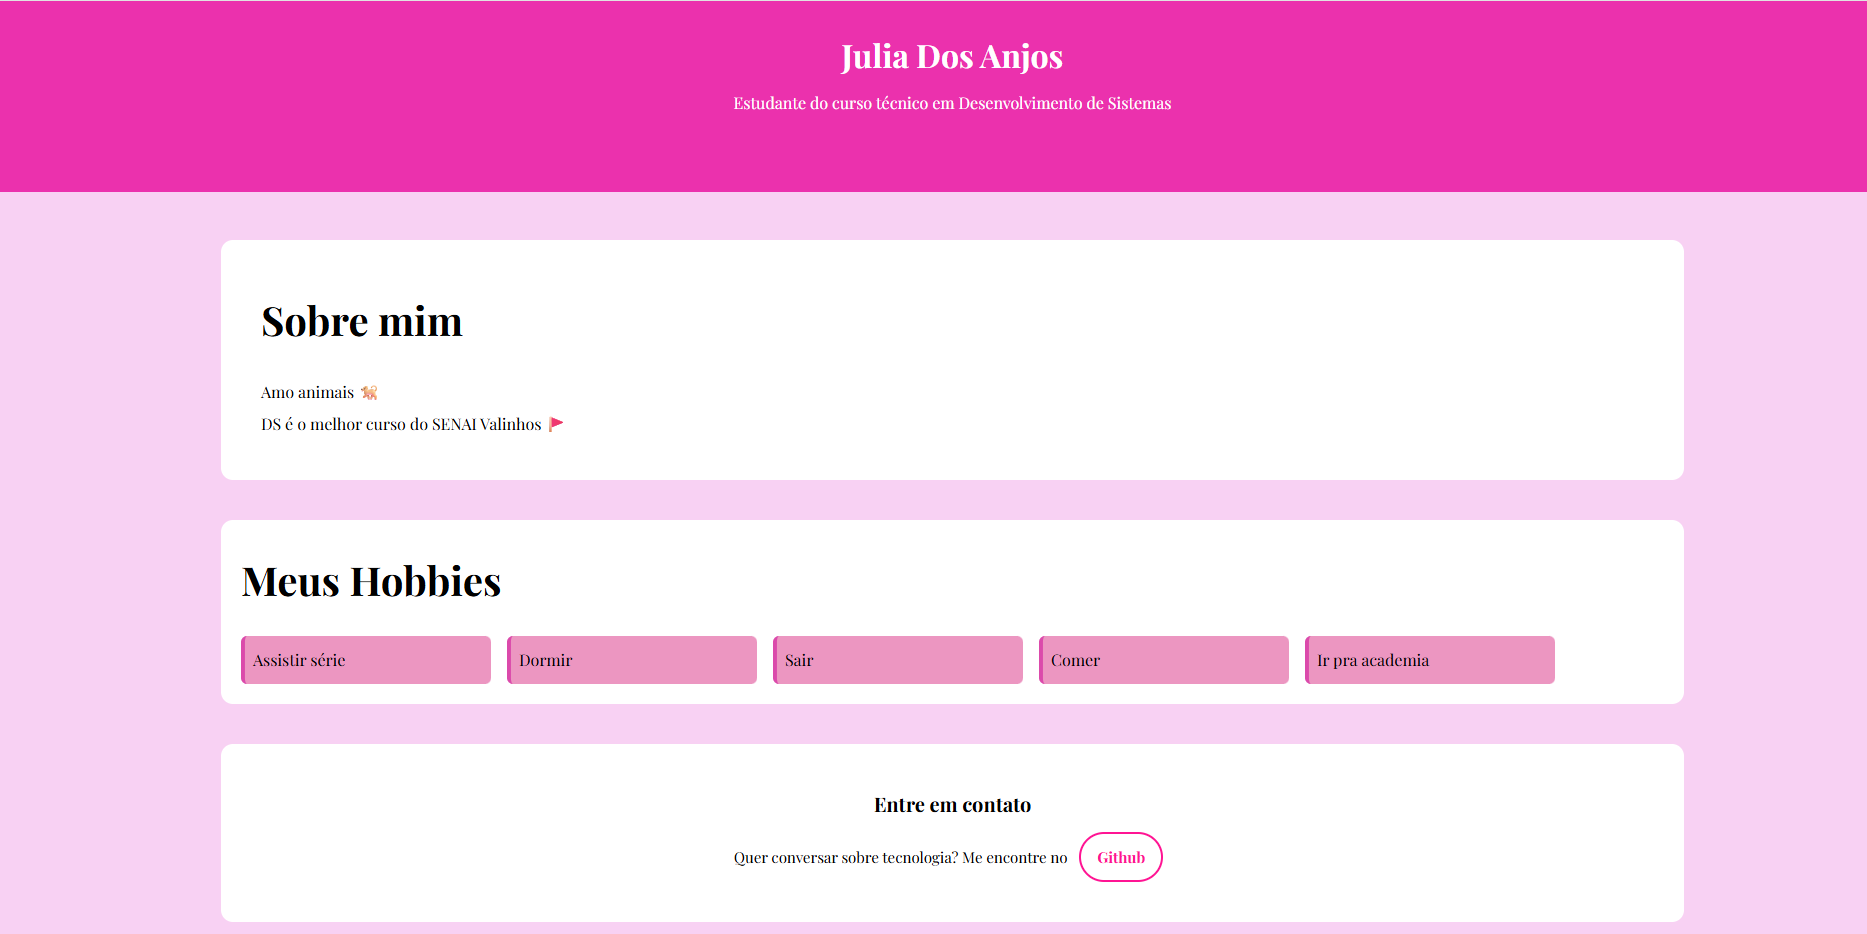 Julia Dos Anjos
Estudante do curso técnico em Desenvolvimento de Sistemas
Sobre mim
Amo animais 🐈
DS é o melhor curso do SENAI Valinhos 🚩
Meus Hobbies
Assistir série
Dormir
Sair
Comer
Ir pra academia
Entre em contato
Quer conversar sobre tecnologia? Me encontre no Github